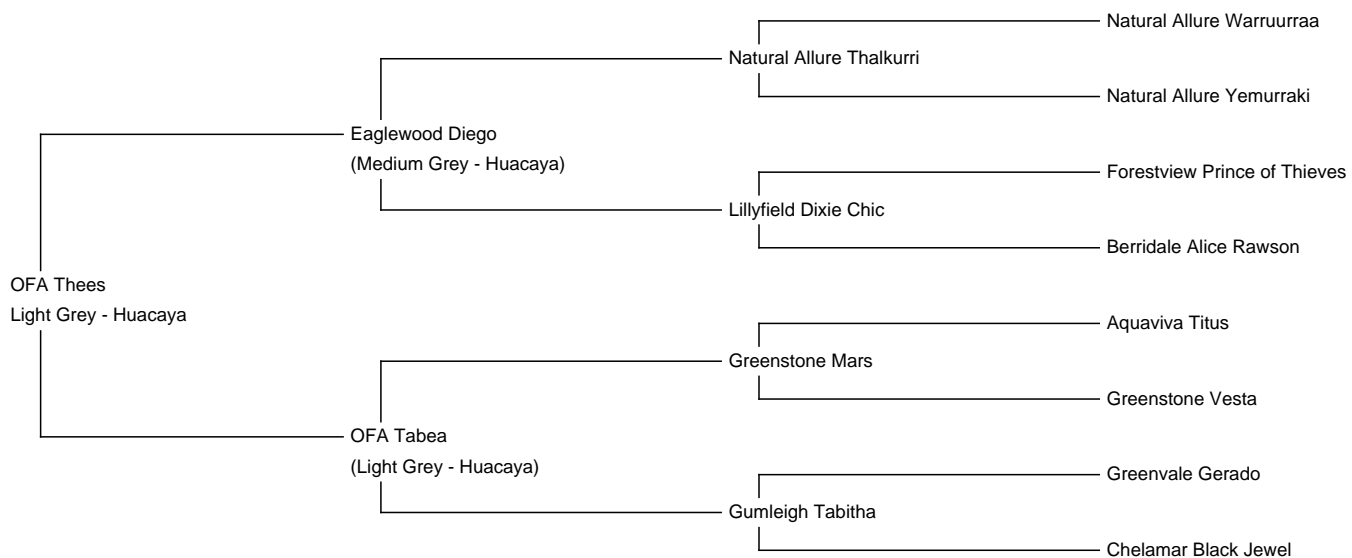 Natural Allure Warruurraa
Natural Allure Thalkurri
Natural Allure Yemurraki
Eaglewood Diego
(Medium Grey - Huacaya)
Forestview Prince of Thieves
Lillyfield Dixie Chic
Berridale Alice Rawson
OFA Thees
Light Grey - Huacaya
Aquaviva Titus
Greenstone Mars
Greenstone Vesta
OFA Tabea
(Light Grey - Huacaya)
Greenvale Gerado
Gumleigh Tabitha
Chelamar Black Jewel